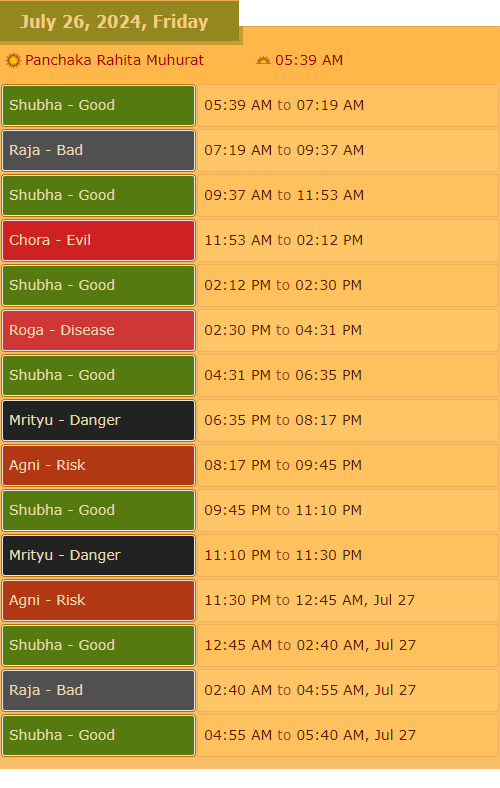 July 26, 2024, Friday
Panchaka Rahita Muhurat 05:39 AM
Shubha - Good 05:39 AM to 07:19 AM
Raja - Bad 07:19 AM to 09:37 AM
Shubha - Good 09:37 AM to 11:53 AM
Chora - Evil 11:53 AM to 02:12 PM
Shubha - Good 02:12 PM to 02:30 PM
Roga - Disease 02:30 PM to 04:31 PM
Shubha - Good 04:31 PM to 06:35 PM
Mrityu - Danger 06:35 PM to 08:17 PM
Agni - Risk 08:17 PM to 09:45 PM
Shubha - Good 09:45 PM to 11:10 PM
Mrityu - Danger 11:10 PM to 11:30 PM
Agni - Risk 11:30 PM to 12:45 AM, Jul 27
Shubha - Good 12:45 AM to 02:40 AM, Jul 27
Raja - Bad 02:40 AM to 04:55 AM, Jul 27
Shubha - Good 04:55 AM to 05:40 AM, Jul 27